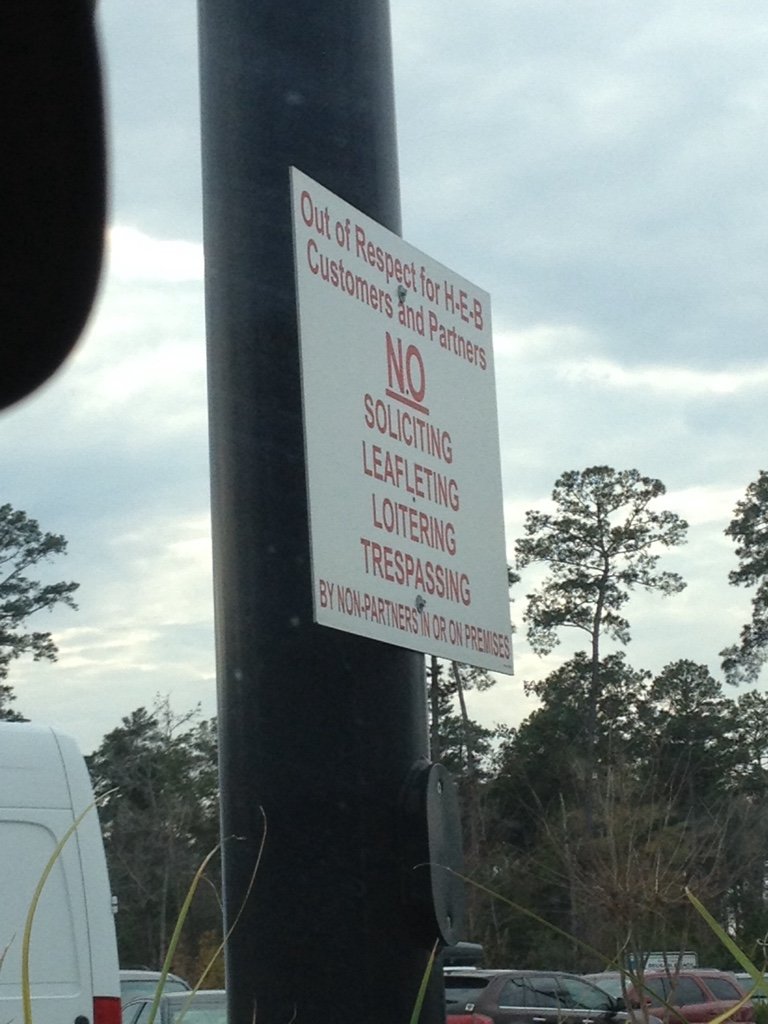 Out of Respect for H-E-B
Customers and Partners
NO
SOLICITING
LEAFLETING
LOITERING
TRESPASSING
BY NON-PARTNERS IN OR ON PREMISES